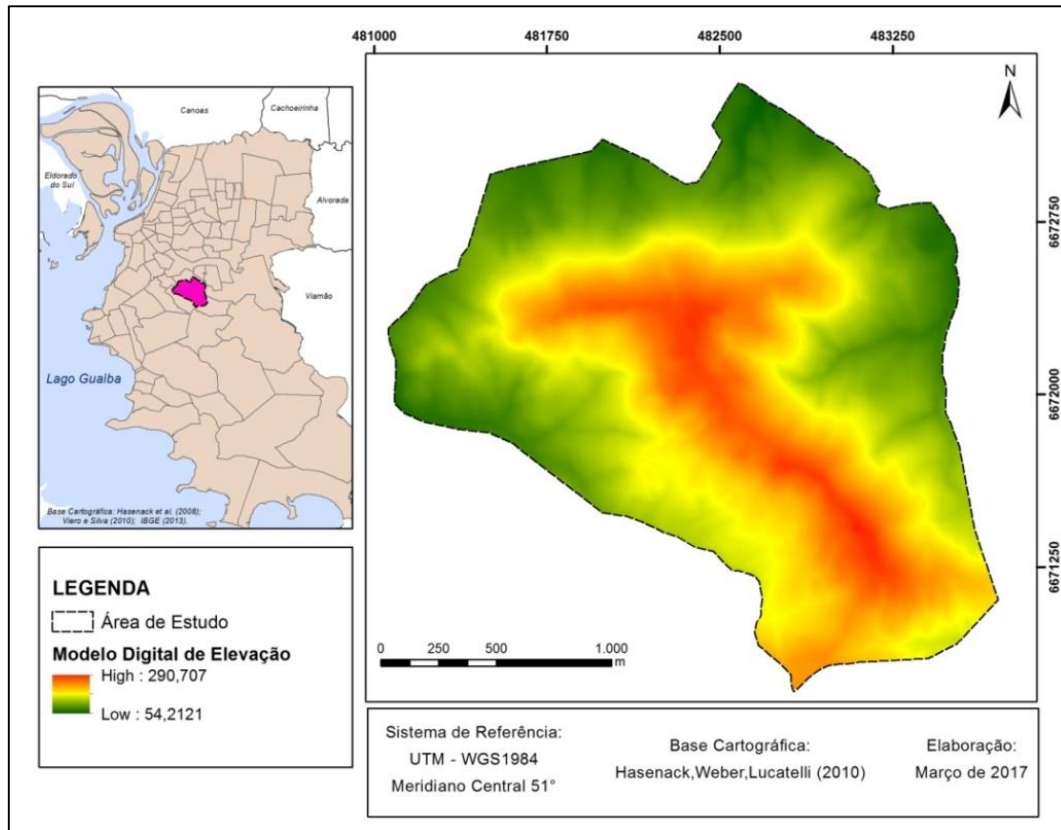 481000 481750 482500 483250
N
Canoas
Cachoeirinha
Eldorado
do Sul
Alvorada
Viamão
Lago Guaíba
Base Cartográfica: Hasenack et al. (2008);
Viero e Silva (2010); IBGE (2013).
6672750
6672000
6671250
0 250 500 1.000
m
LEGENDA
Área de Estudo
Modelo Digital de Elevação
High : 290,707
Low : 54,2121
Sistema de Referência:
UTM - WGS1984
Meridiano Central 51°
Base Cartográfica:
Hasenack,Weber,Lucatelli (2010)
Elaboração:
Março de 2017